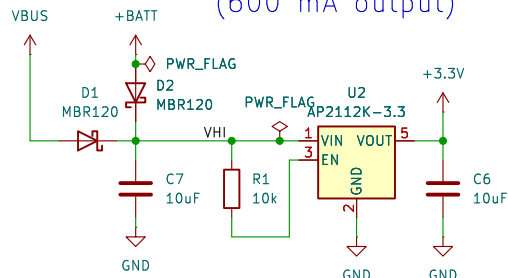 (600 mA output)
VBUS
+BATT
PWR_FLAG
D1
MBR120
D2
MBR120
PWR_FLAG
U2
AP2112K-3.3
+3.3V
VHI
1
VIN
VOUT
5
3
EN
GND
2
C7
10uF
R1
10k
C6
10uF
GND
GND
GND